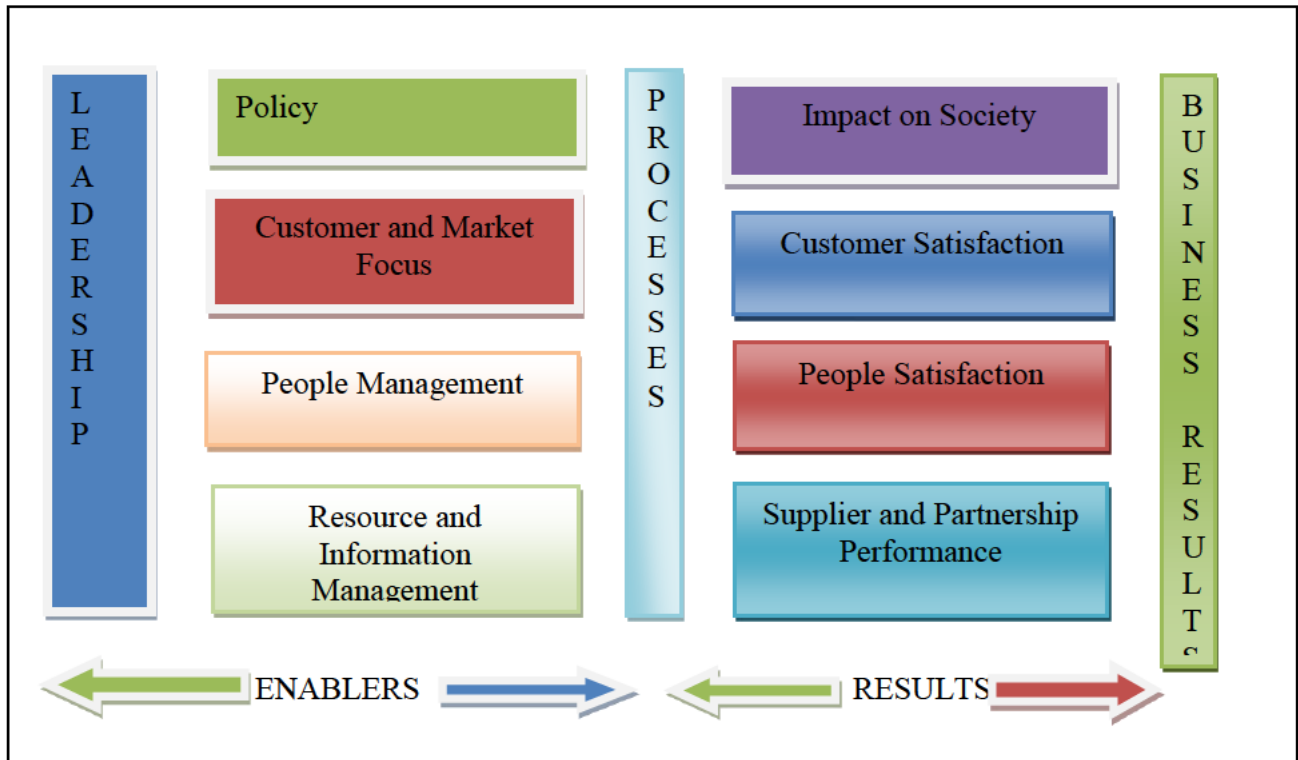 LEADERSHIP
Policy
Customer and Market
Focus
People Management
Resource and
Information
Management
PROCESSES
Impact on Society
Customer Satisfaction
People Satisfaction
Supplier and Partnership
Performance
BUSINESS RESULTS
ENABLERS
RESULTS